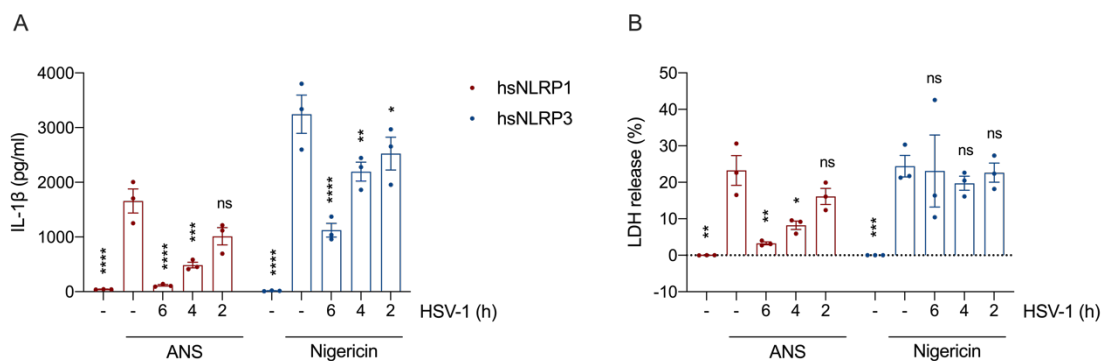 A
IL-1β (pg/ml)
4000
3000
2000
1000
0
****
****
***
ns
****
****
**
*
- - 6 4 2 - - 6 4 2 HSV-1 (h)
ANS Nigericin
hsNLRP1
hsNLRP3
B
LDH release (%)
50
40
30
20
10
0
-10
**
**
*
ns
***
ns
ns
ns
- - 6 4 2 - - 6 4 2 HSV-1 (h)
ANS Nigericin